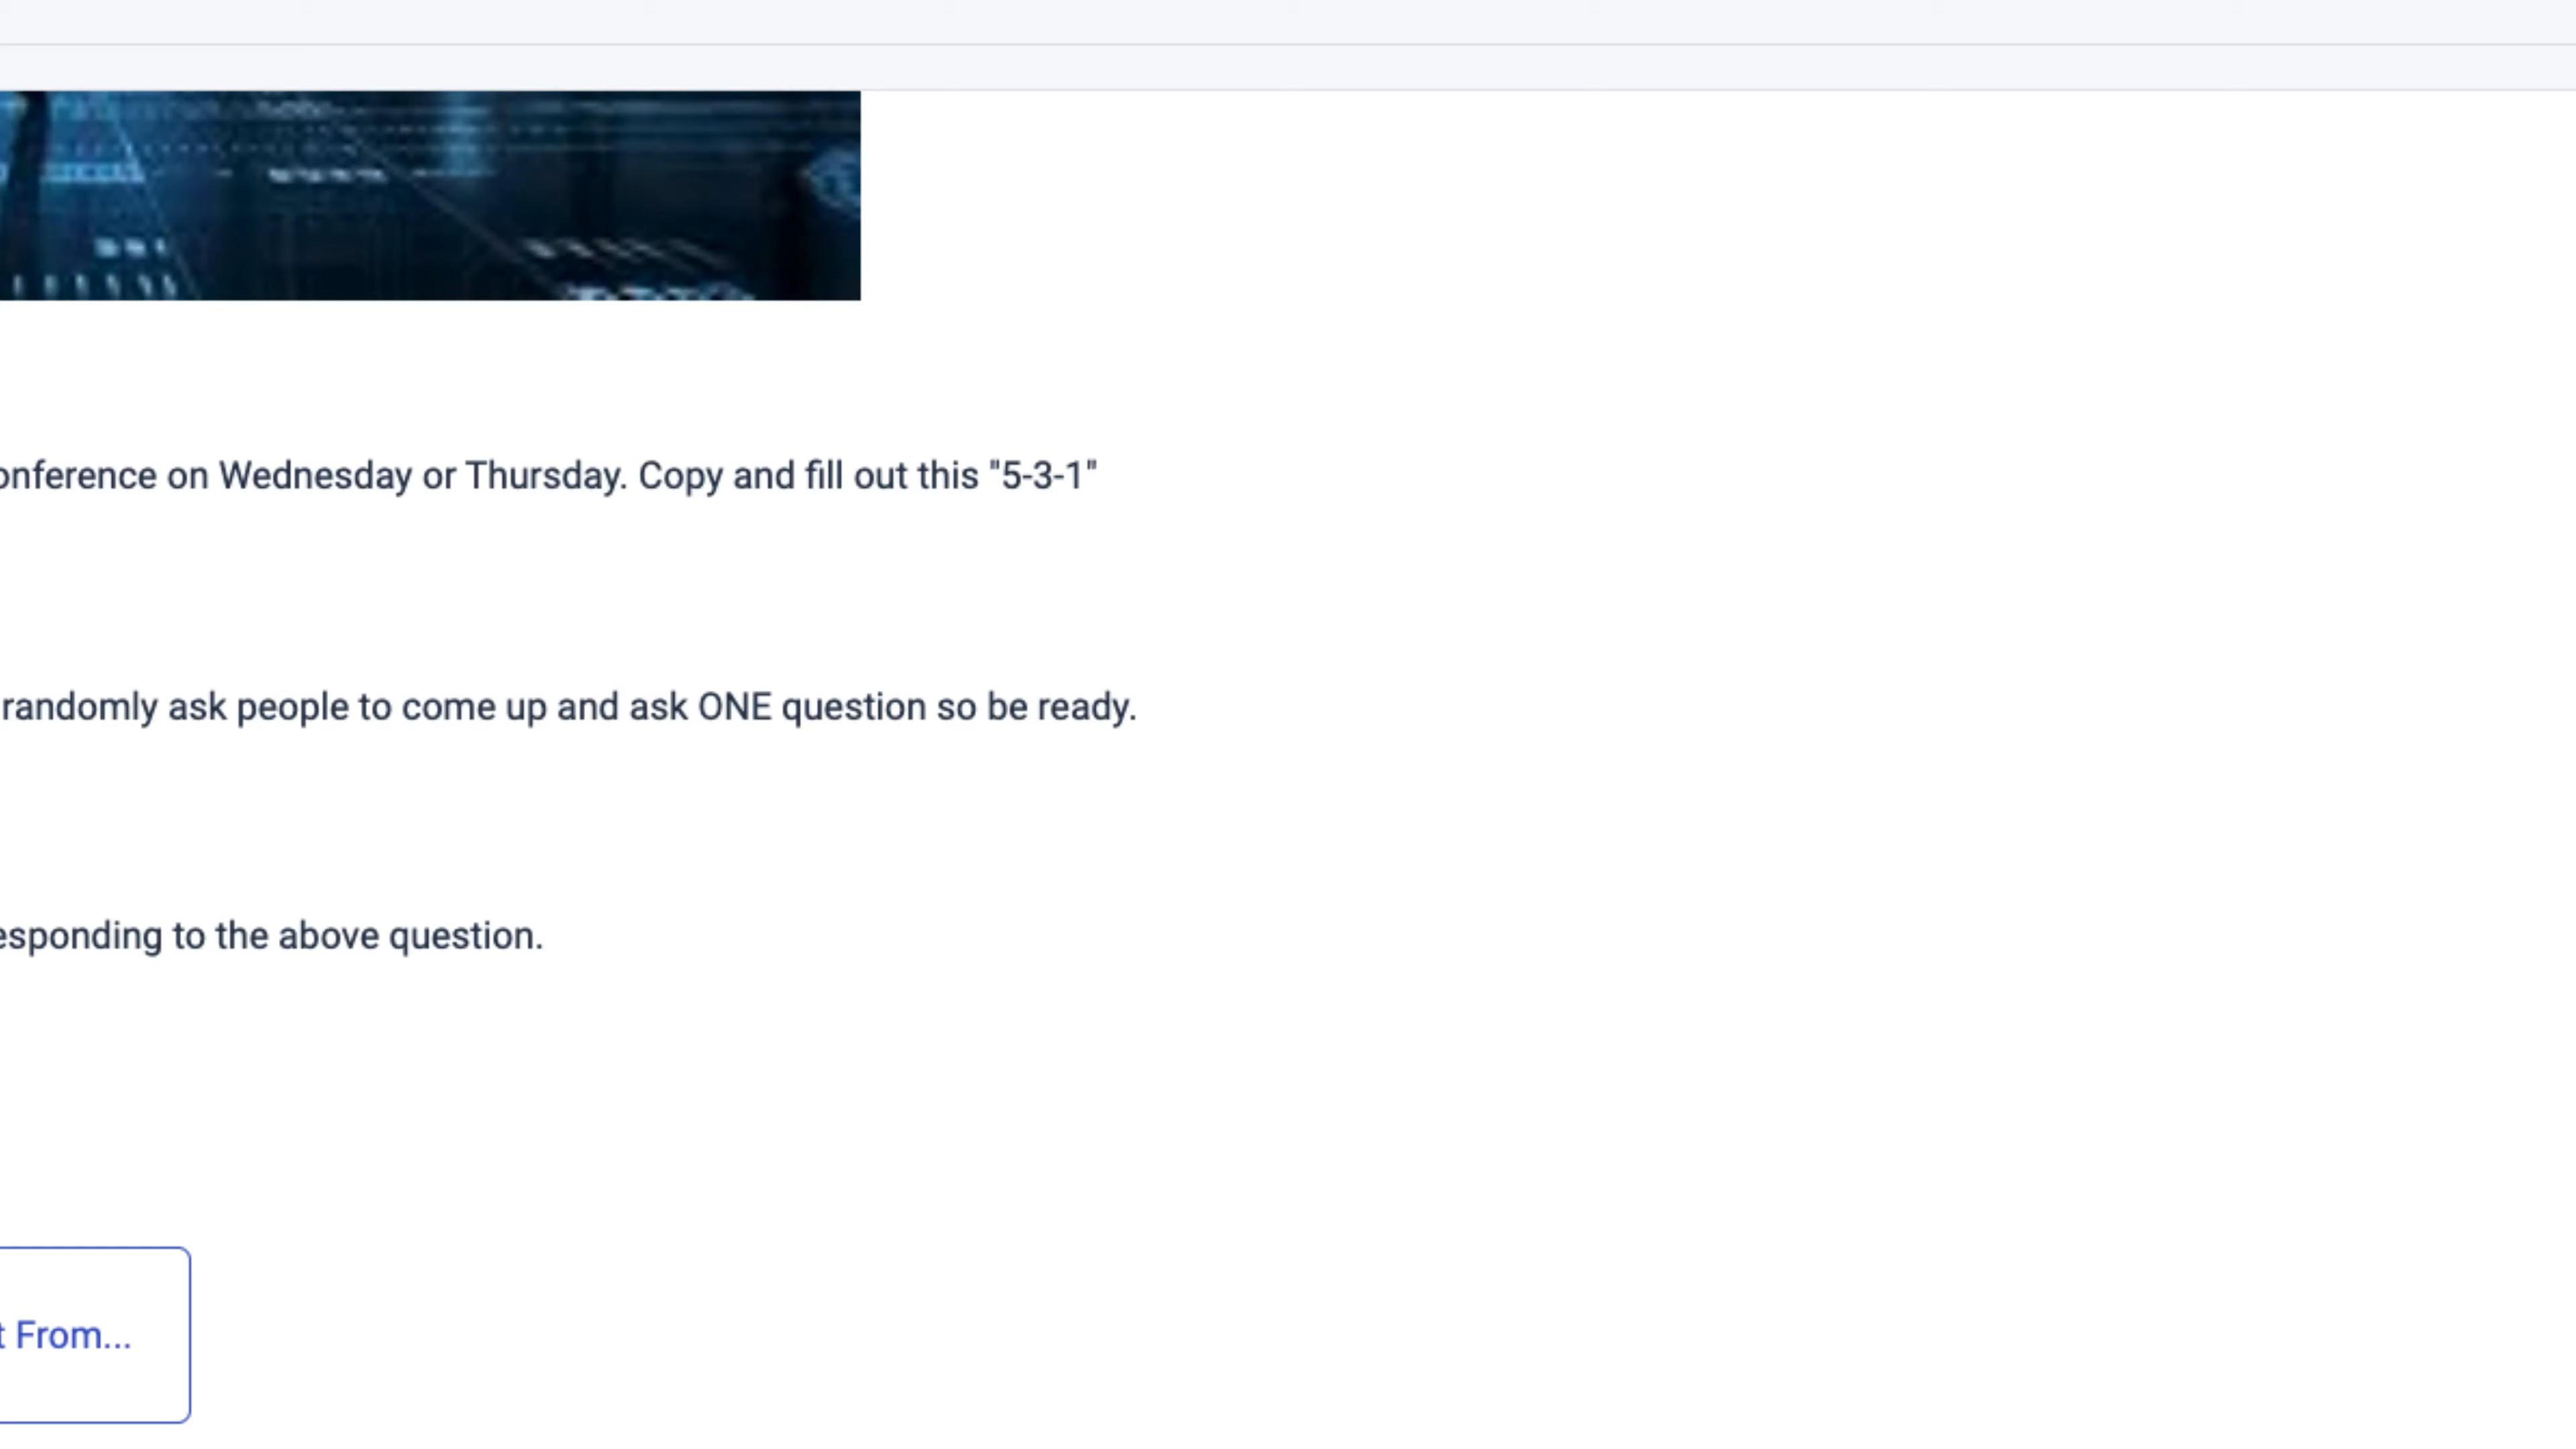 onference on Wednesday or Thursday. Copy and fill out this "5-3-1"
randomly ask people to come up and ask ONE question so be ready.
esponding to the above question.
t From...